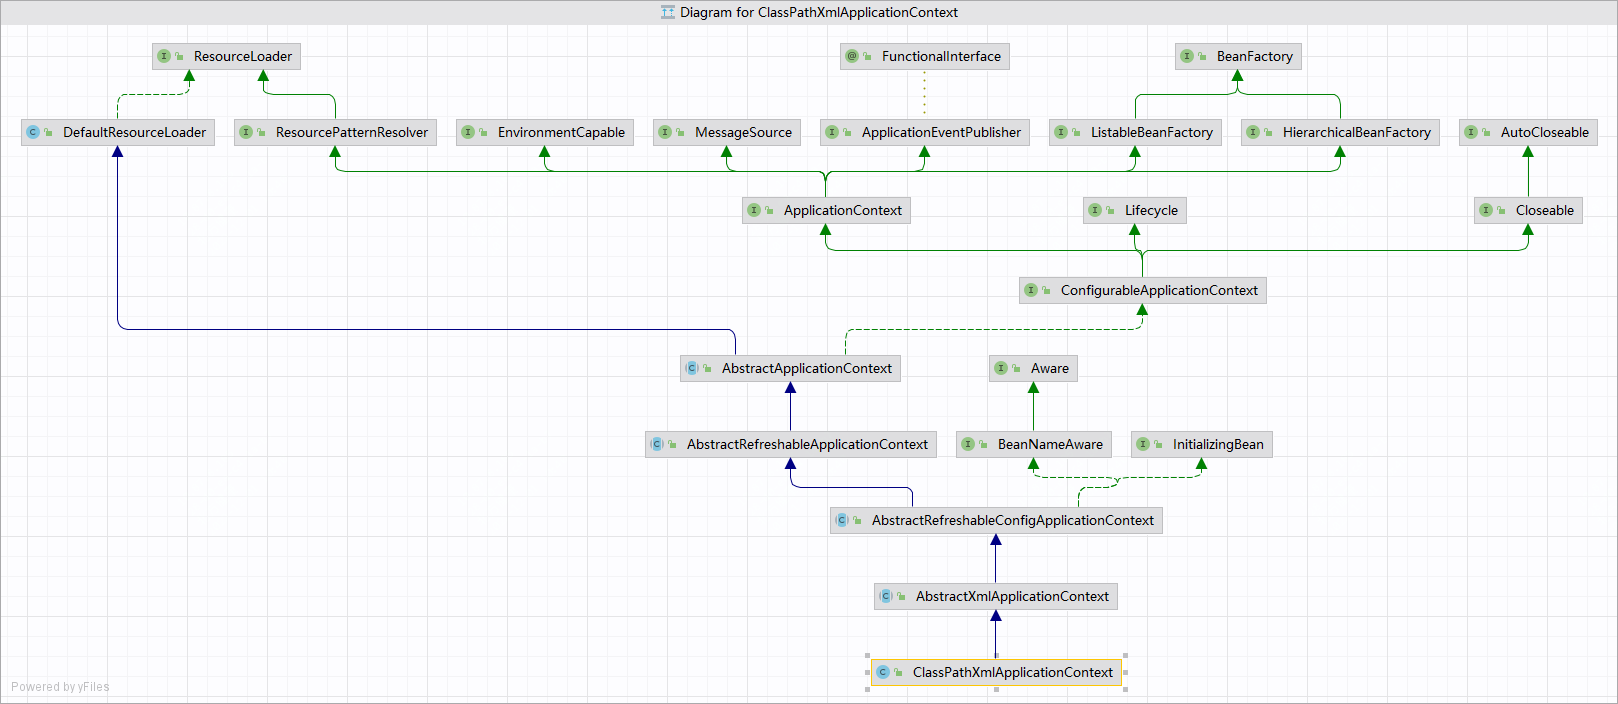 Diagram for ClassPathXmlApplicationContext
ResourceLoader
FunctionalInterface
BeanFactory
DefaultResourceLoader
ResourcePatternResolver
EnvironmentCapable
MessageSource
ApplicationEventPublisher
ListableBeanFactory
HierarchicalBeanFactory
AutoCloseable
ApplicationContext
Lifecycle
Closeable
ConfigurableApplicationContext
AbstractApplicationContext
Aware
AbstractRefreshableApplicationContext
BeanNameAware
InitializingBean
AbstractRefreshableConfigApplicationContext
AbstractXmlApplicationContext
ClassPathXmlApplicationContext
Powered by yFiles